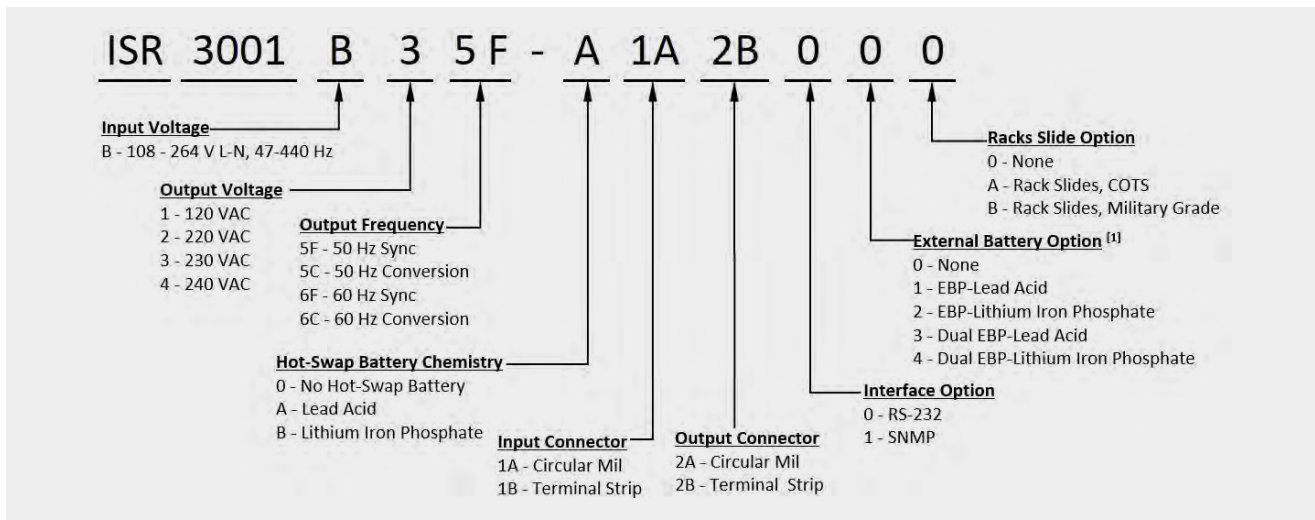 ISR 3001 B 3 5F - A 1A 2B 0 0 0
Input Voltage
B - 108 - 264 V L-N, 47-440 Hz
Output Voltage
1 - 120 VAC
2 - 220 VAC
3 - 230 VAC
4 - 240 VAC
Output Frequency
5F - 50 Hz Sync
5C - 50 Hz Conversion
6F - 60 Hz Sync
6C - 60 Hz Conversion
Hot-Swap Battery Chemistry
0 - No Hot-Swap Battery
A - Lead Acid
B - Lithium Iron Phosphate
Input Connector
1A - Circular Mil
1B - Terminal Strip
Output Connector
2A - Circular Mil
2B - Terminal Strip
Interface Option
0 - RS-232
1 - SNMP
External Battery Option [1]
0 - None
1 - EBP-Lead Acid
2 - EBP-Lithium Iron Phosphate
3 - Dual EBP-Lead Acid
4 - Dual EBP-Lithium Iron Phosphate
Racks Slide Option
0 - None
A - Rack Slides, COTS
B - Rack Slides, Military Grade